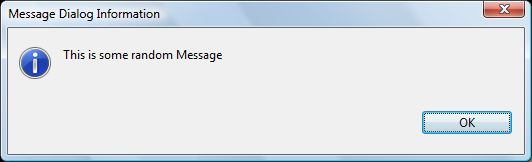 Message Dialog Information
This is some random Message
OK